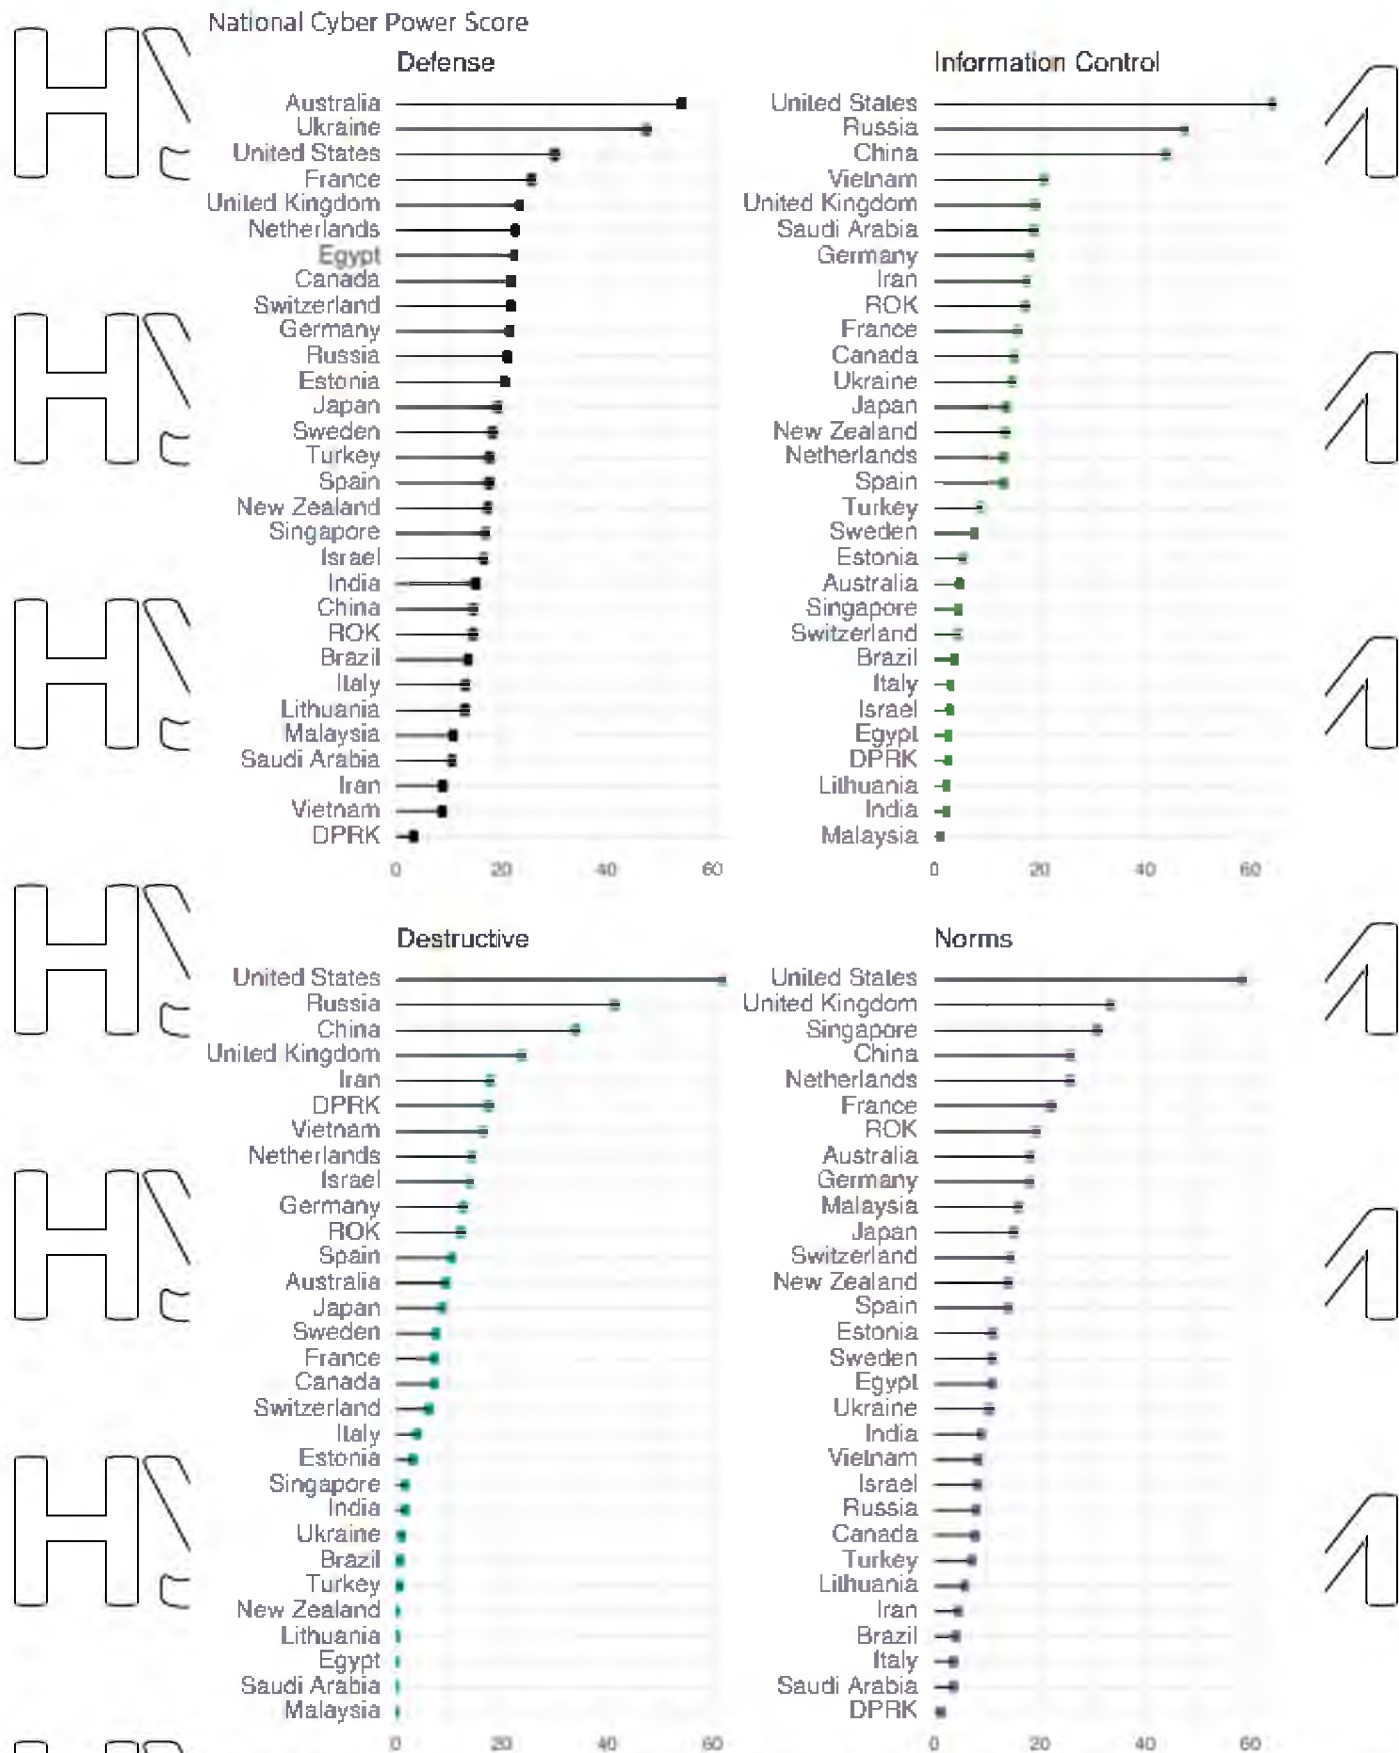 National Cyber Power Score
Defense
Australia
Ukraine
United States
France
United Kingdom
Netherlands
Egypt
Canada
Switzerland
Germany
Russia
Estonia
Japan
Sweden
Turkey
Spain
New Zealand
Singapore
Israel
India
China
ROK
Brazil
Italy
Lithuania
Malaysia
Saudi Arabia
Iran
Vietnam
DPRK
0 20 40 60
Information Control
United States
Russia
China
Vietnam
United Kingdom
Saudi Arabia
Germany
Iran
ROK
France
Canada
Ukraine
Japan
New Zealand
Netherlands
Spain
Turkey
Sweden
Estonia
Australia
Singapore
Switzerland
Brazil
Italy
Israel
Egypt
DPRK
Lithuania
India
Malaysia
0 20 40 60
Destructive
United States
Russia
China
United Kingdom
Iran
DPRK
Vietnam
Netherlands
Israel
Germany
ROK
Spain
Australia
Japan
Sweden
France
Canada
Switzerland
Italy
Estonia
Singapore
India
Ukraine
Brazil
Turkey
New Zealand
Lithuania
Egypt
Saudi Arabia
Malaysia
0 20 40 60
Norms
United States
United Kingdom
Singapore
China
Netherlands
France
ROK
Australia
Germany
Malaysia
Japan
Switzerland
New Zealand
Spain
Estonia
Sweden
Egypt
Ukraine
India
Vietnam
Israel
Russia
Canada
Turkey
Lithuania
Iran
Brazil
Italy
Saudi Arabia
DPRK
0 20 40 60